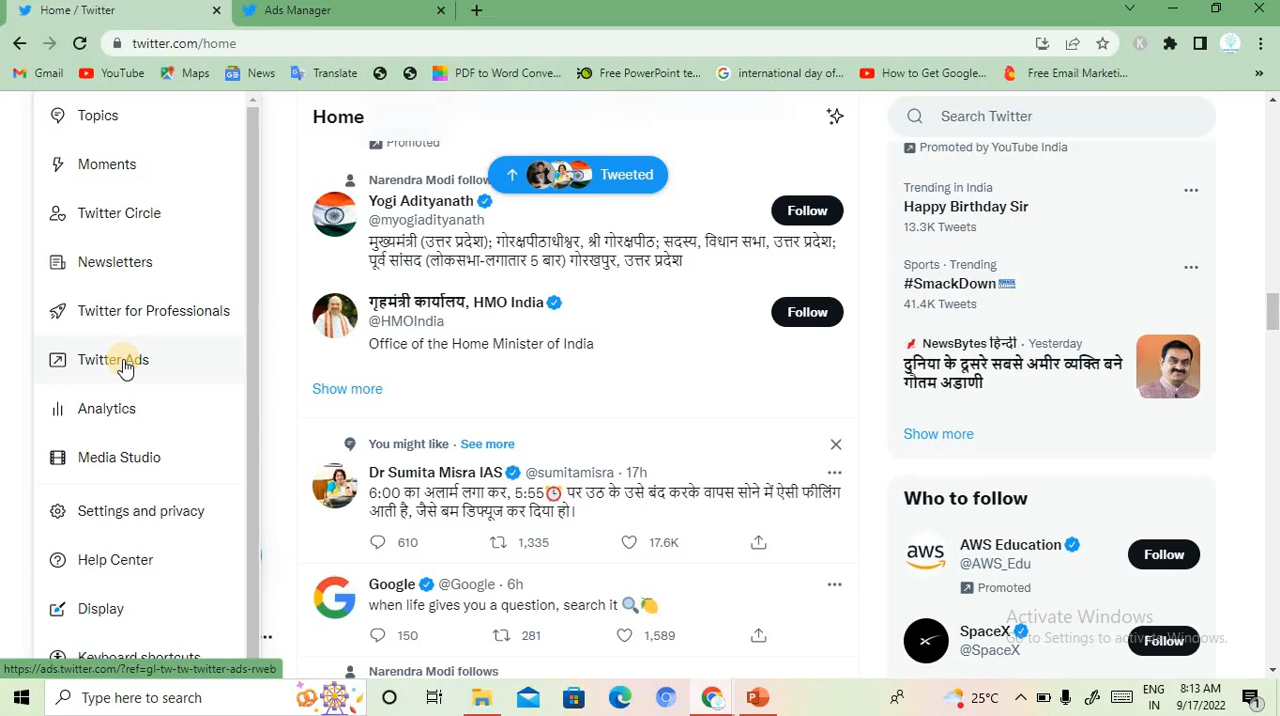 Home / Twitter
Ads Manager
twitter.com/home
Gmail
YouTube
Maps
News
Translate
PDF to Word Conve...
Free PowerPoint te...
international day of...
How to Get Google...
Free Email Marketi...
Topics
Moments
Twitter Circle
Newsletters
Twitter for Professionals
Twitter Ads
Analytics
Media Studio
Settings and privacy
Help Center
Display
Keyboard shortcuts
https://ads.twitter.com/?ref=gl-tw-tw-twitter-ads-rweb
Home
Promoted
Tweeted
Narendra Modi follow
Yogi Adityanath
@myogiadityanath
Follow
मुख्यमंत्री (उत्तर प्रदेश); गोरक्षपीठाधीश्वर, श्री गोरक्षपीठ; सदस्य, विधान सभा, उत्तर प्रदेश;
पूर्व सांसद (लोकसभा-लगातार 5 बार) गोरखपुर, उत्तर प्रदेश
गृहमंत्री कार्यालय, HMO India
@HMOIndia
Follow
Office of the Home Minister of India
Show more
You might like · See more
Dr Sumita Misra IAS @sumitamisra · 17h
6:00 का अलार्म लगा कर, 5:55⏰ पर उठ के उसे बंद करके वापस सोने में ऐसी फीलिंग
आती है, जैसे बम डिफ्यूज कर दिया हो।
610 1,335 17.6K
Google @Google · 6h
when life gives you a question, search it 🔍🍋
150 281 1,589
Narendra Modi follows
Search Twitter
Promoted by YouTube India
Trending in India
Happy Birthday Sir
13.3K Tweets
Sports · Trending
#SmackDown
41.4K Tweets
NewsBytes हिन्दी · Yesterday
दुनिया के दूसरे सबसे अमीर व्यक्ति बने
गौतम अडाणी
Show more
Who to follow
AWS Education
@AWS_Edu
Follow
Promoted
SpaceX
@SpaceX
Follow
Activate Windows
Go to Settings to activate Windows.
Type here to search
25°C
ENG
IN
8:13 AM
9/17/2022
1